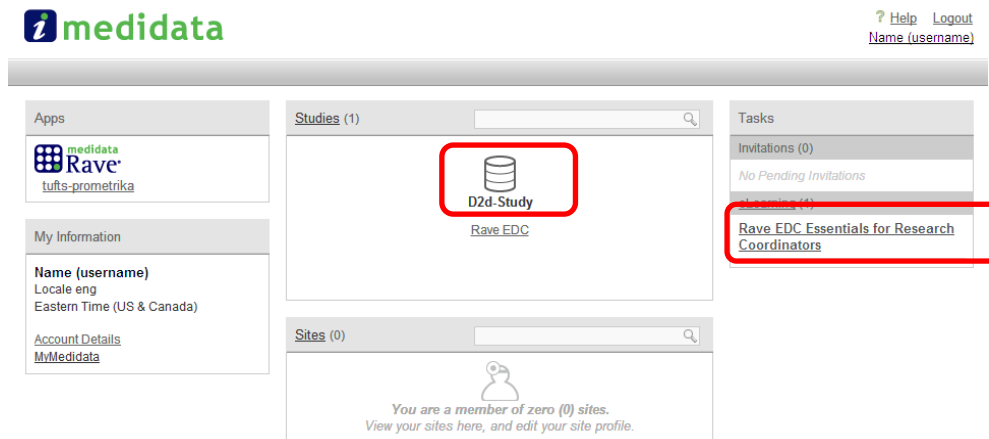 i medidata
? Help Logout
Name (username)
Apps
medidata
Rave
tufts-prometrika
My Information
Name (username)
Locale eng
Eastern Time (US & Canada)
Account Details
MyMedidata
Studies (1)
D2d-Study
Rave EDC
Sites (0)
You are a member of zero (0) sites.
View your sites here, and edit your site profile.
Tasks
Invitations (0)
No Pending Invitations
eLearning (1)
Rave EDC Essentials for Research
Coordinators